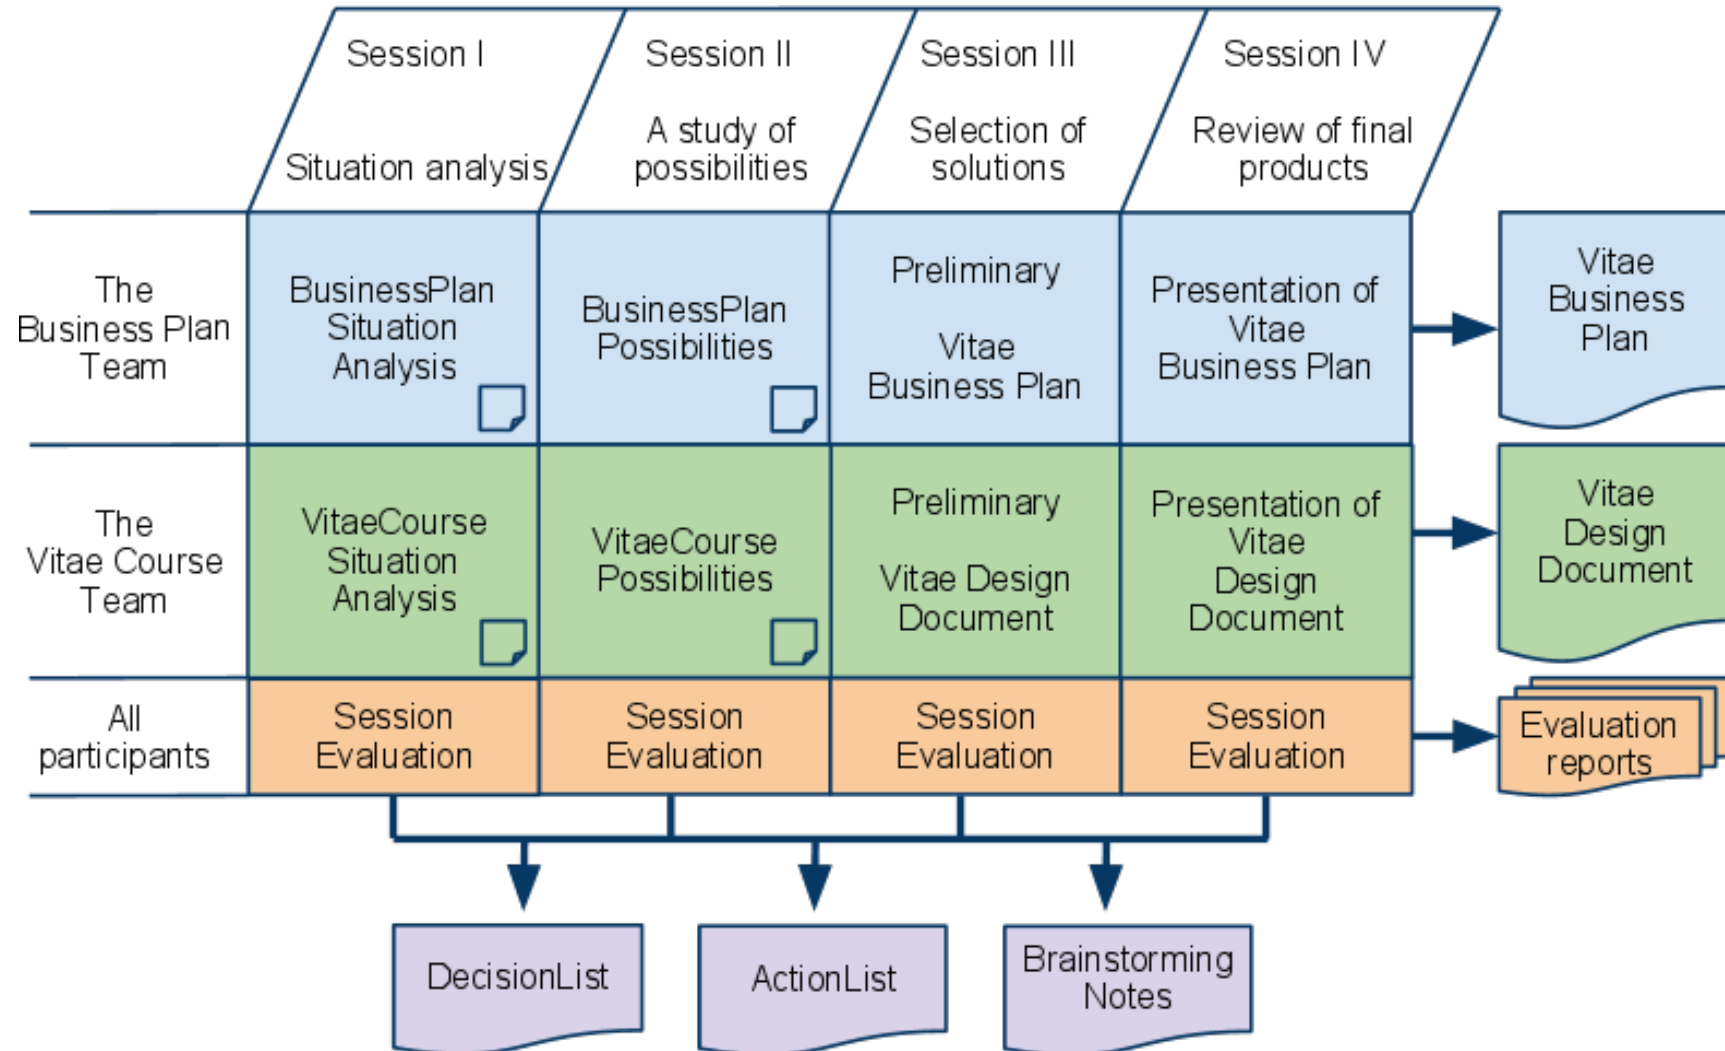 Session I
Situation analysis
Session II
A study of
possibilities
Session III
Selection of
solutions
Session IV
Review of final
products
The
Business Plan
Team
BusinessPlan
Situation
Analysis
BusinessPlan
Possibilities
Preliminary
Vitae
Business Plan
Presentation of
Vitae
Business Plan
Vitae
Business
Plan
The
Vitae Course
Team
VitaeCourse
Situation
Analysis
VitaeCourse
Possibilities
Preliminary
Vitae Design
Document
Presentation of
Vitae
Design
Document
Vitae
Design
Document
All
participants
Session
Evaluation
Session
Evaluation
Session
Evaluation
Session
Evaluation
Evaluation
reports
DecisionList
ActionList
Brainstorming
Notes